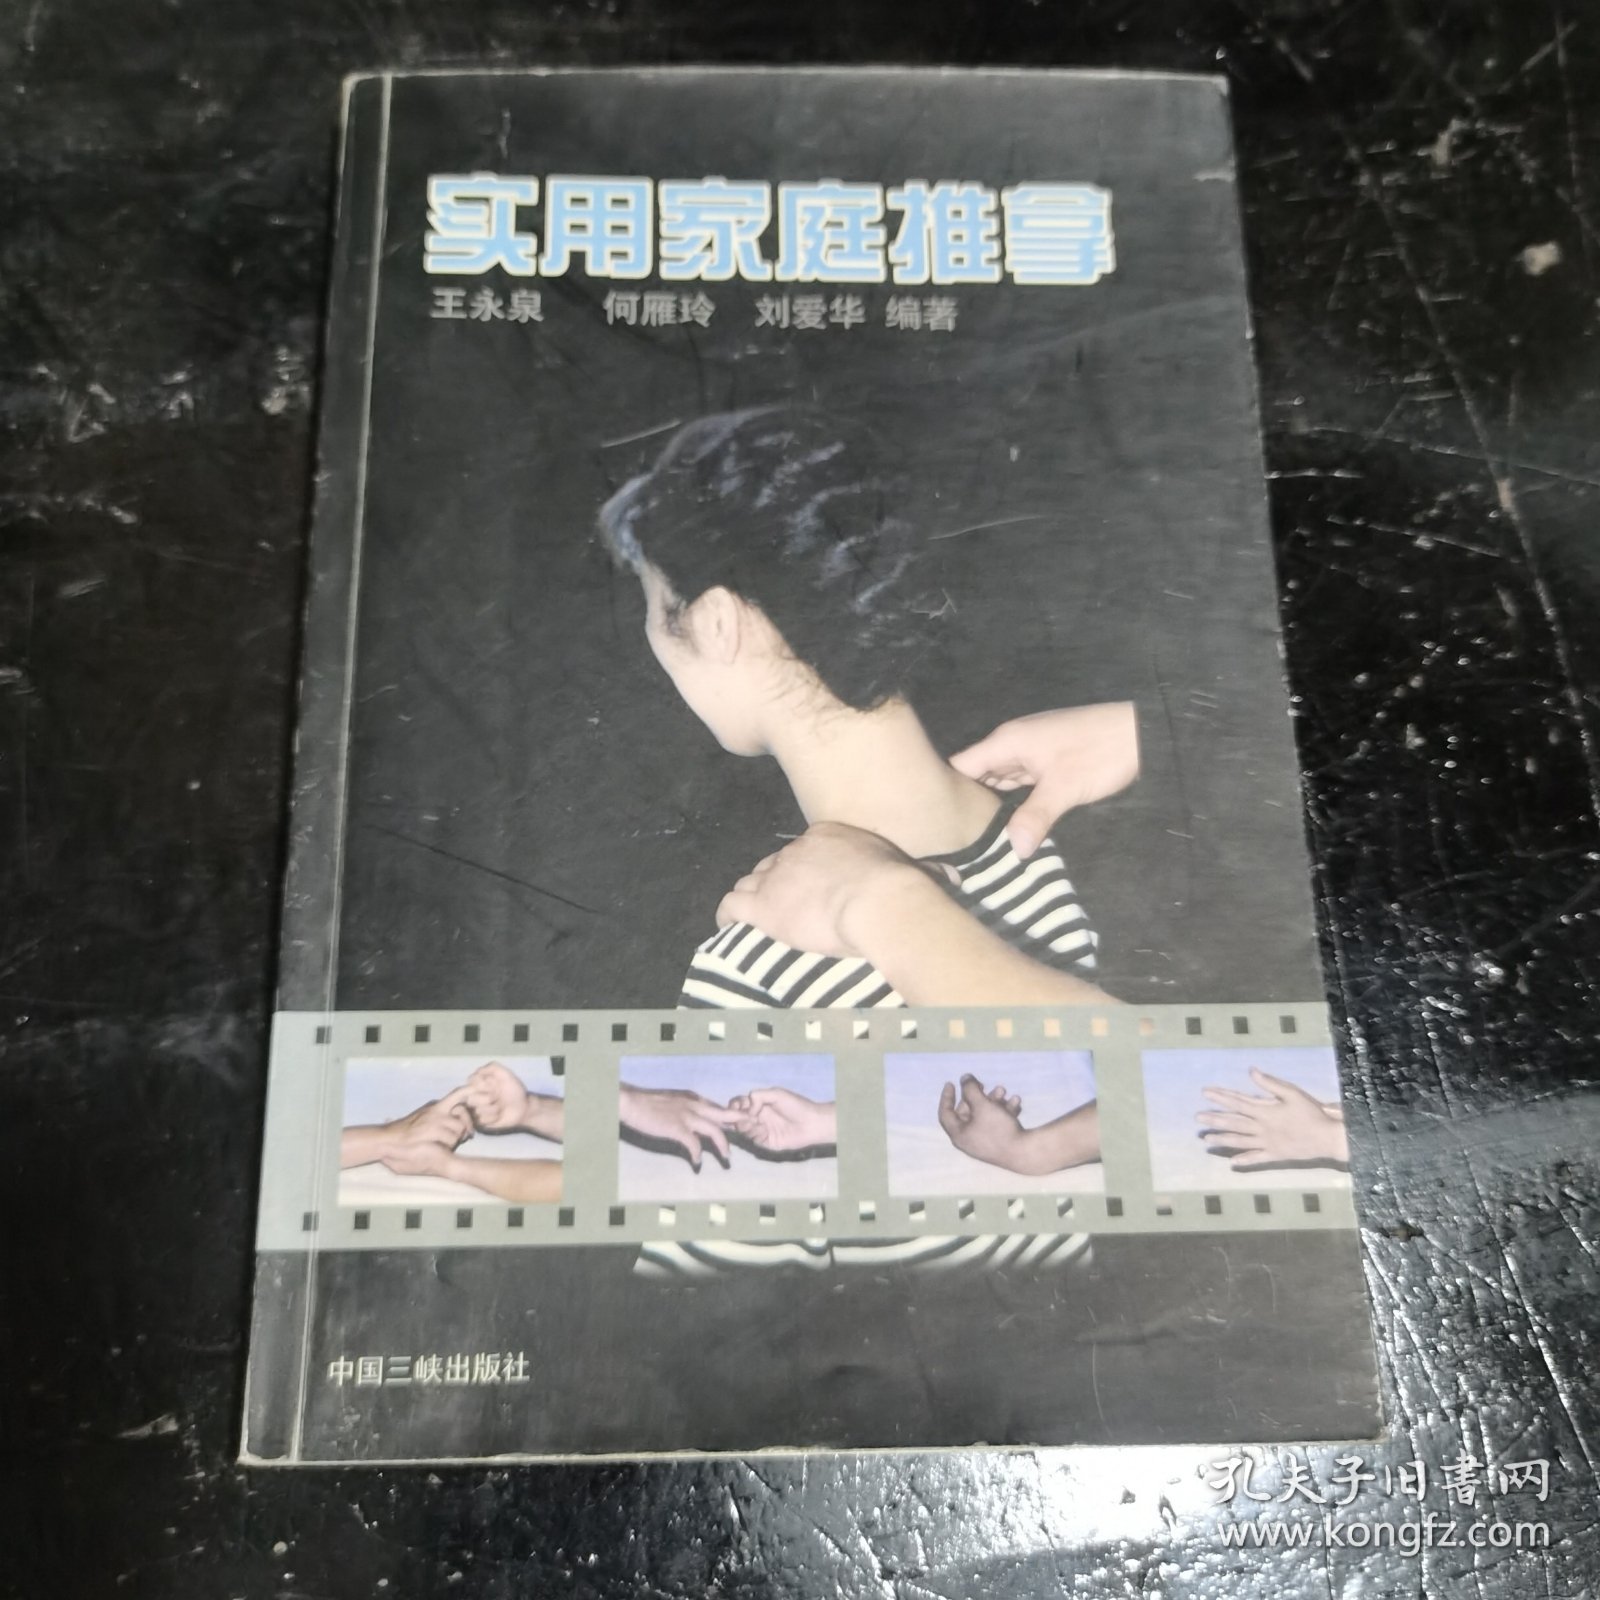 实用家庭推拿
王永泉 何雁玲 刘爱华 编著
中国三峡出版社
孔夫子旧書网
www.kongfz.com